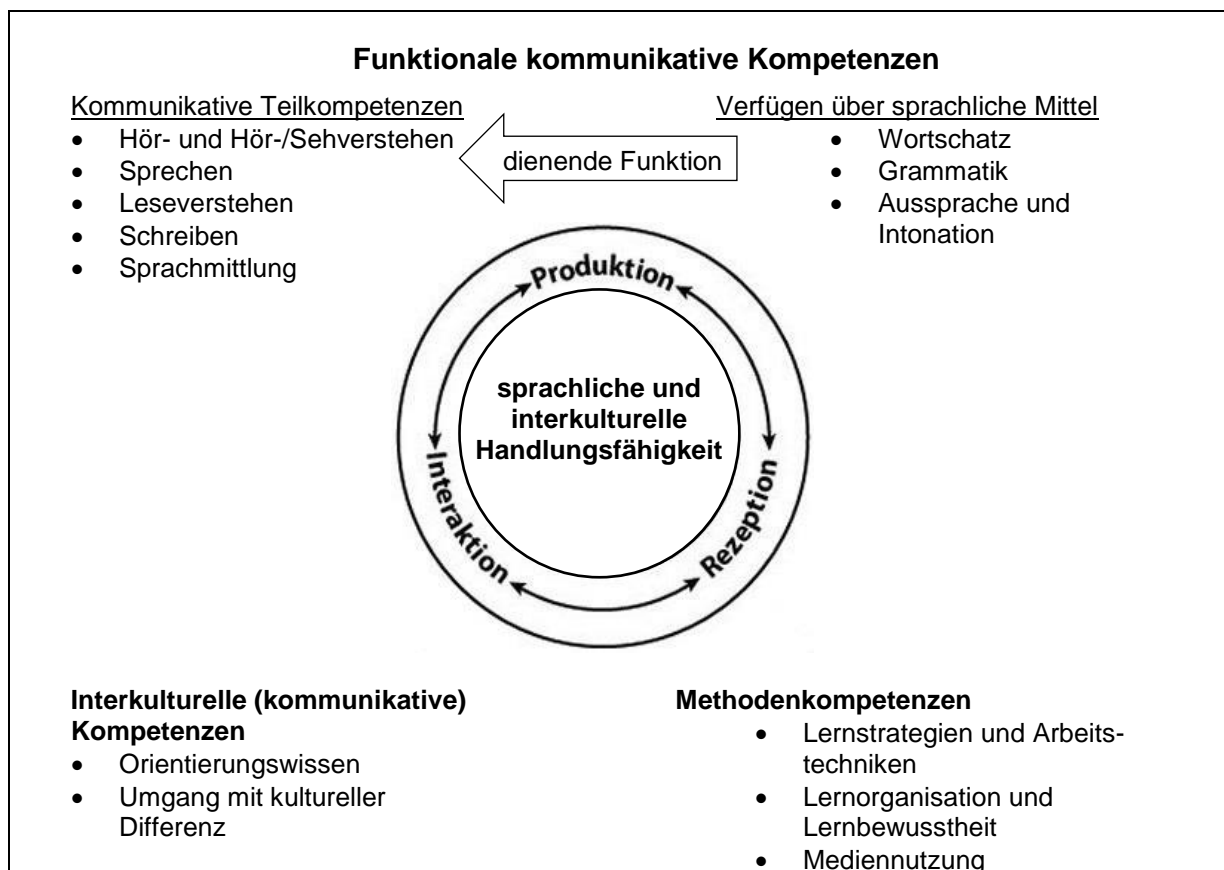 Funktionale kommunikative Kompetenzen
Kommunikative Teilkompetenzen
• Hör- und Hör-/Sehverstehen
• Sprechen
• Leseverstehen
• Schreiben
• Sprachmittlung
dienende Funktion
Verfügen über sprachliche Mittel
• Wortschatz
• Grammatik
• Aussprache und
Intonation
Produktion
sprachliche und
interkulturelle
Handlungsfähigkeit
Interaktion
Rezeption
Interkulturelle (kommunikative)
Kompetenzen
• Orientierungswissen
• Umgang mit kultureller
Differenz
Methodenkompetenzen
• Lernstrategien und Arbeits-
techniken
• Lernorganisation und
Lernbewusstheit
• Mediennutzung